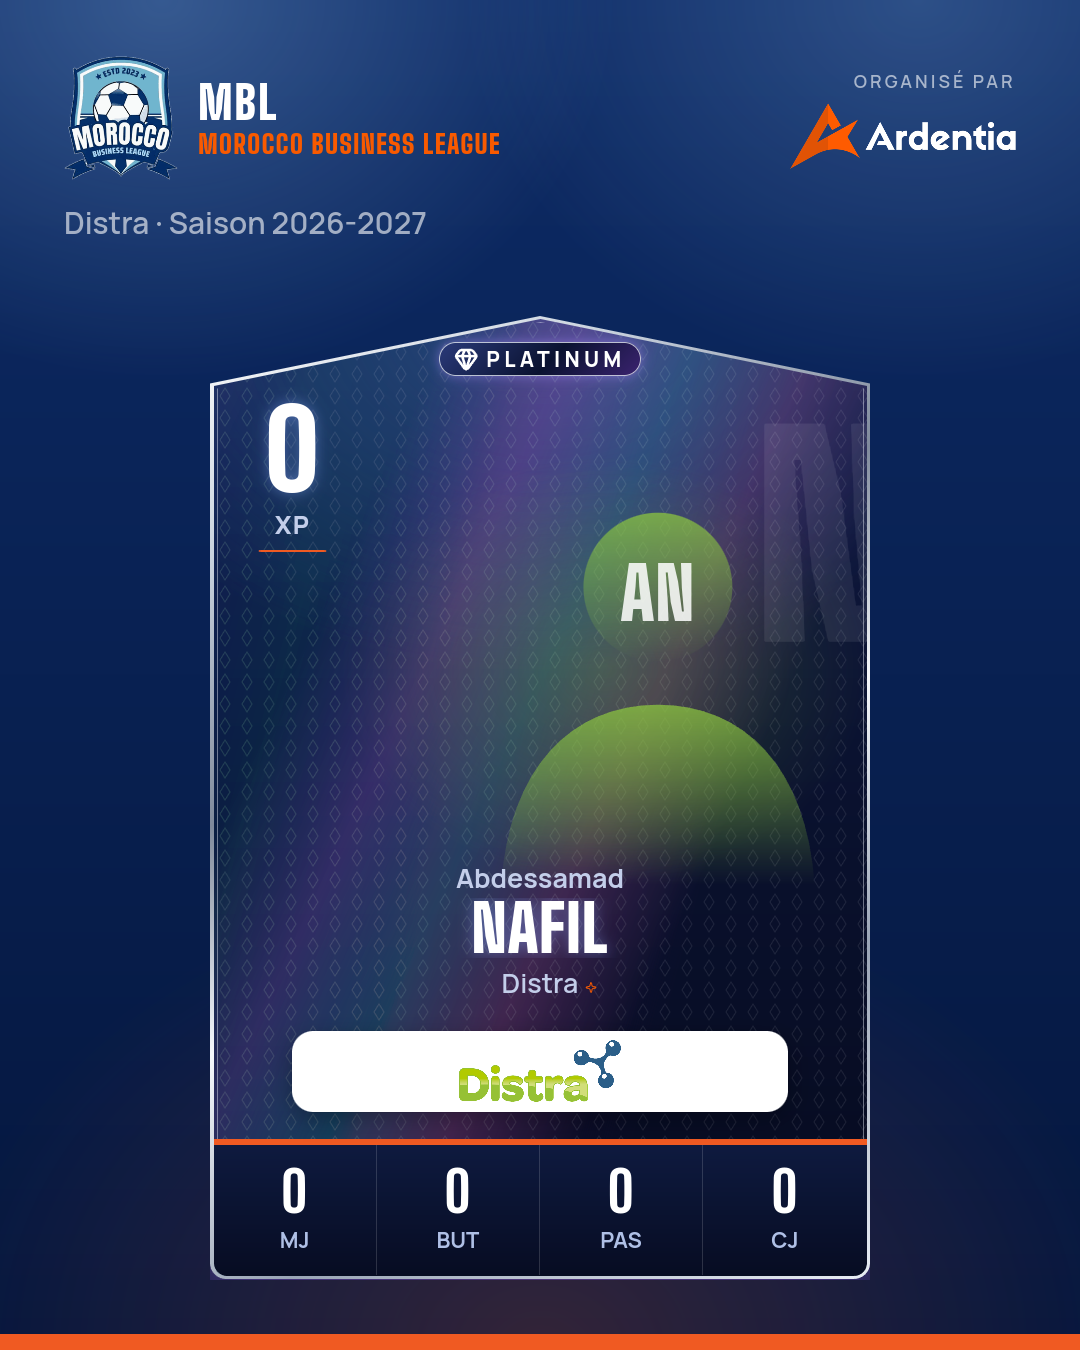 ★ ESTD 2023 ★
MOROCCO
BUSINESS LEAGUE
MBL
MOROCCO BUSINESS LEAGUE
ORGANISÉ PAR
Ardentia
Distra · Saison 2026-2027
PLATINUM
0
XP
N
AN
Abdessamad
NAFIL
Distra
Distra
0 0 0 0
MJ BUT PAS CJ